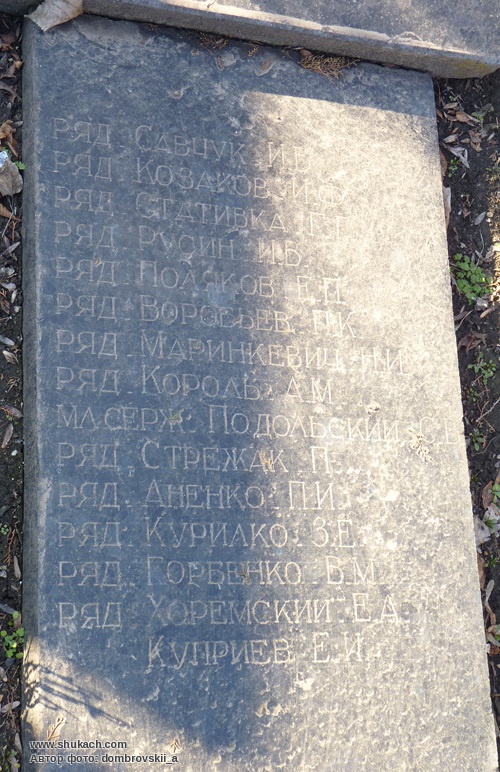 РЯД. САВЧУК И.
РЯД. КОЗАКОВ И.У.
РЯД. СТАТИВКА Г.Г.
РЯД. РУСИН И.В.
РЯД. ПОЛЯКОВ Е.П.
РЯД. ВОРОБЬЕВ П.К.
РЯД. МАРИНКЕВИЧ Н.И.
РЯД. КОРОЛЬ А.М.
МЛ.СЕРЖ. ПОДОЛЬСКИЙ С.
РЯД. СТРЕЖАК П.
РЯД. АНЕНКО П.И.
РЯД. КУРИЛКО З.Е.
РЯД. ГОРБЕНКО В.М.
РЯД. ХОРЕМСКИЙ Е.А.
КУПРИЕВ Е.И.
www.shukach.com
Автор фото: dombrovskii_a